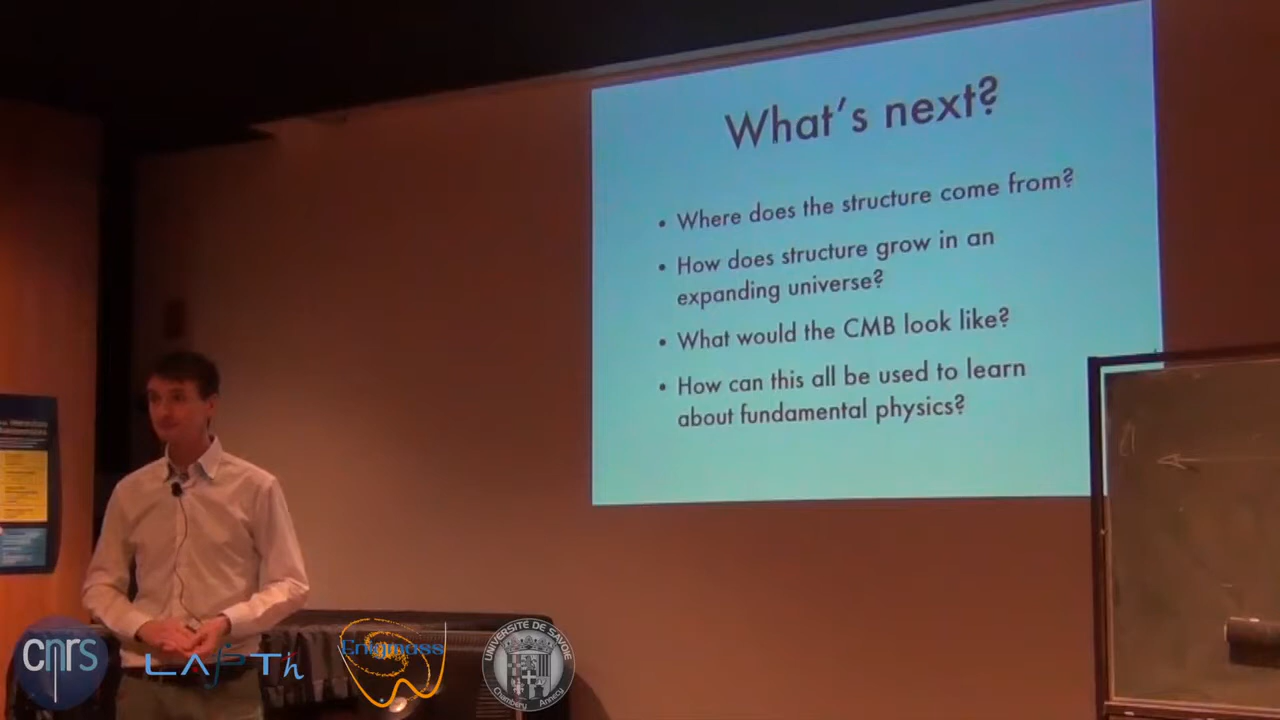 What's next?
• Where does the structure come from?
• How does structure grow in an
expanding universe?
• What would the CMB look like?
• How can this all be used to learn
about fundamental physics?
cnrs
LAPTh
Enigmass
UNIVERSITÉ DE SAVOIE
Chambéry Annecy